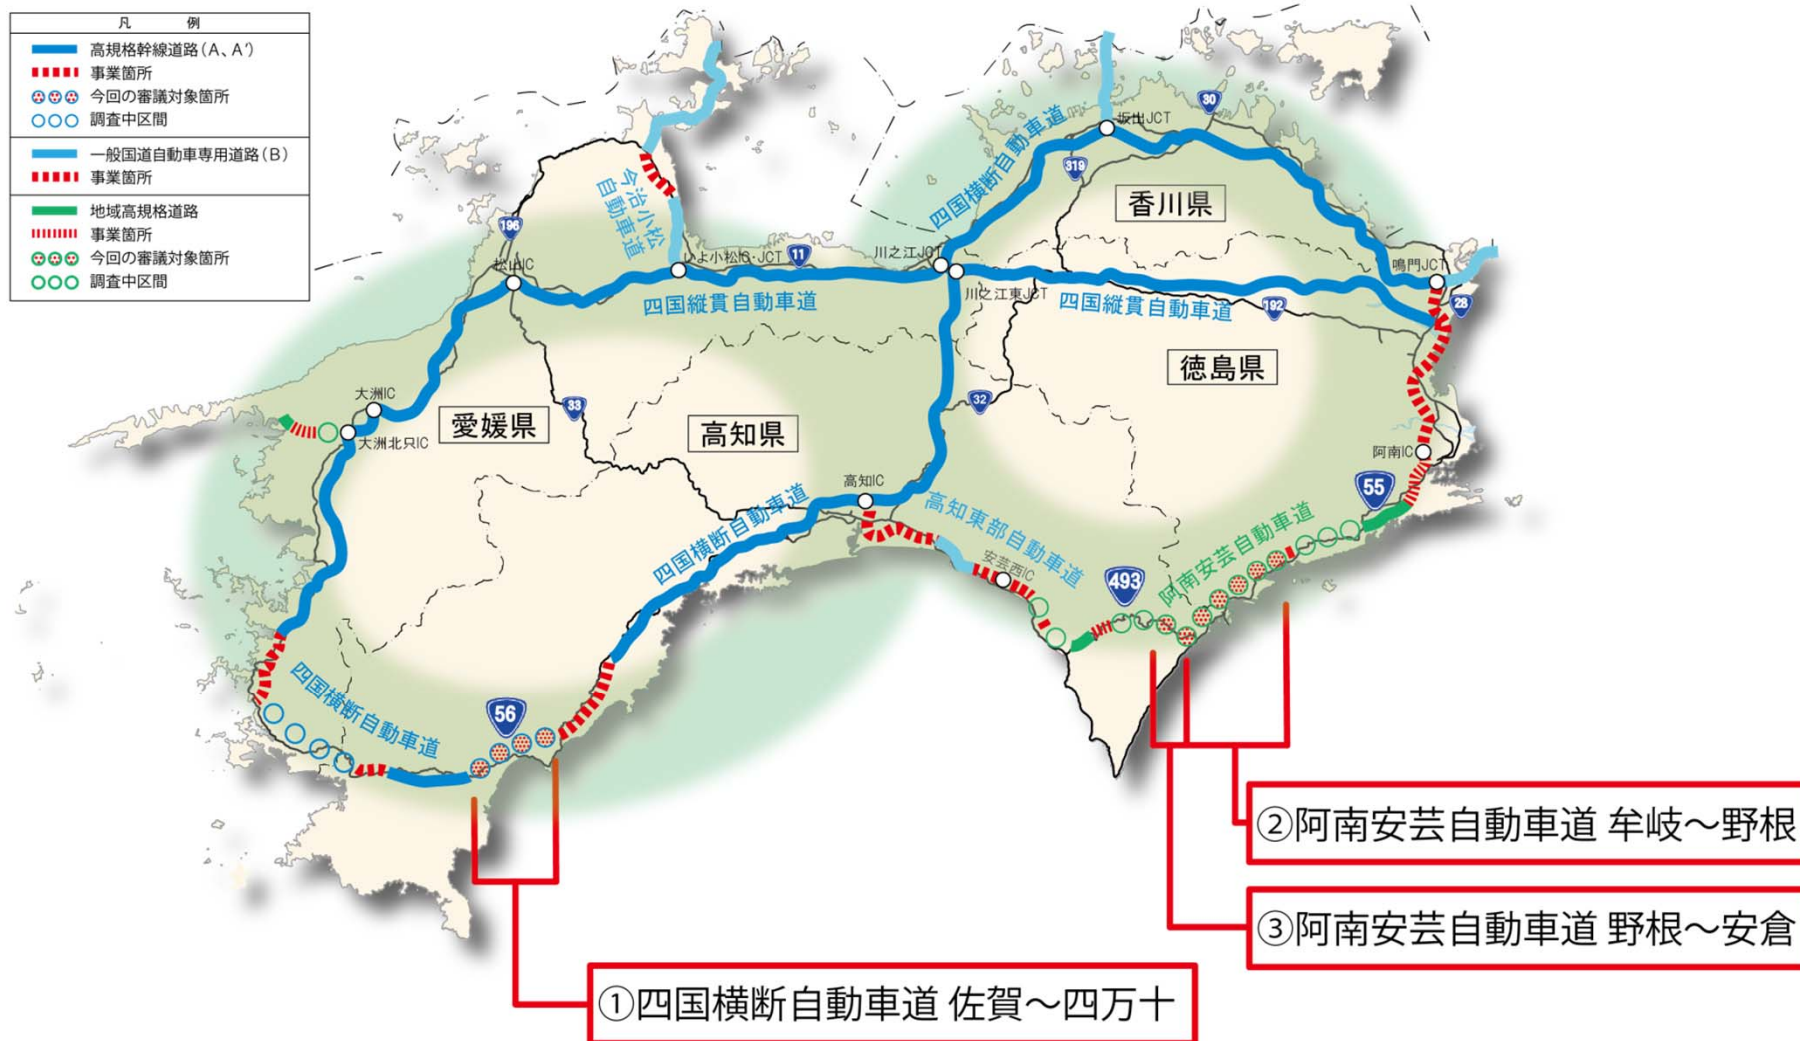 凡 例
高規格幹線道路(A、A')
事業箇所
今回の審議対象箇所
調査中区間
一般国道自動車専用道路(B)
事業箇所
地域高規格道路
事業箇所
今回の審議対象箇所
調査中区間
30
坂出JCT
319
四国横断自動車道
香川県
今治小松
自動車道
196
松山IC
いよ小松IC・JCT
11
川之江JCT
川之江東JCT
鳴門JCT
28
192
四国縦貫自動車道
四国縦貫自動車道
徳島県
大洲IC
大洲北只IC
愛媛県
33
高知県
32
阿南IC
55
高知IC
四国横断自動車道
高知東部自動車道
安芸西IC
493
阿南安芸自動車道
四国横断自動車道
56
②阿南安芸自動車道 牟岐～野根
③阿南安芸自動車道 野根～安倉
①四国横断自動車道 佐賀～四万十